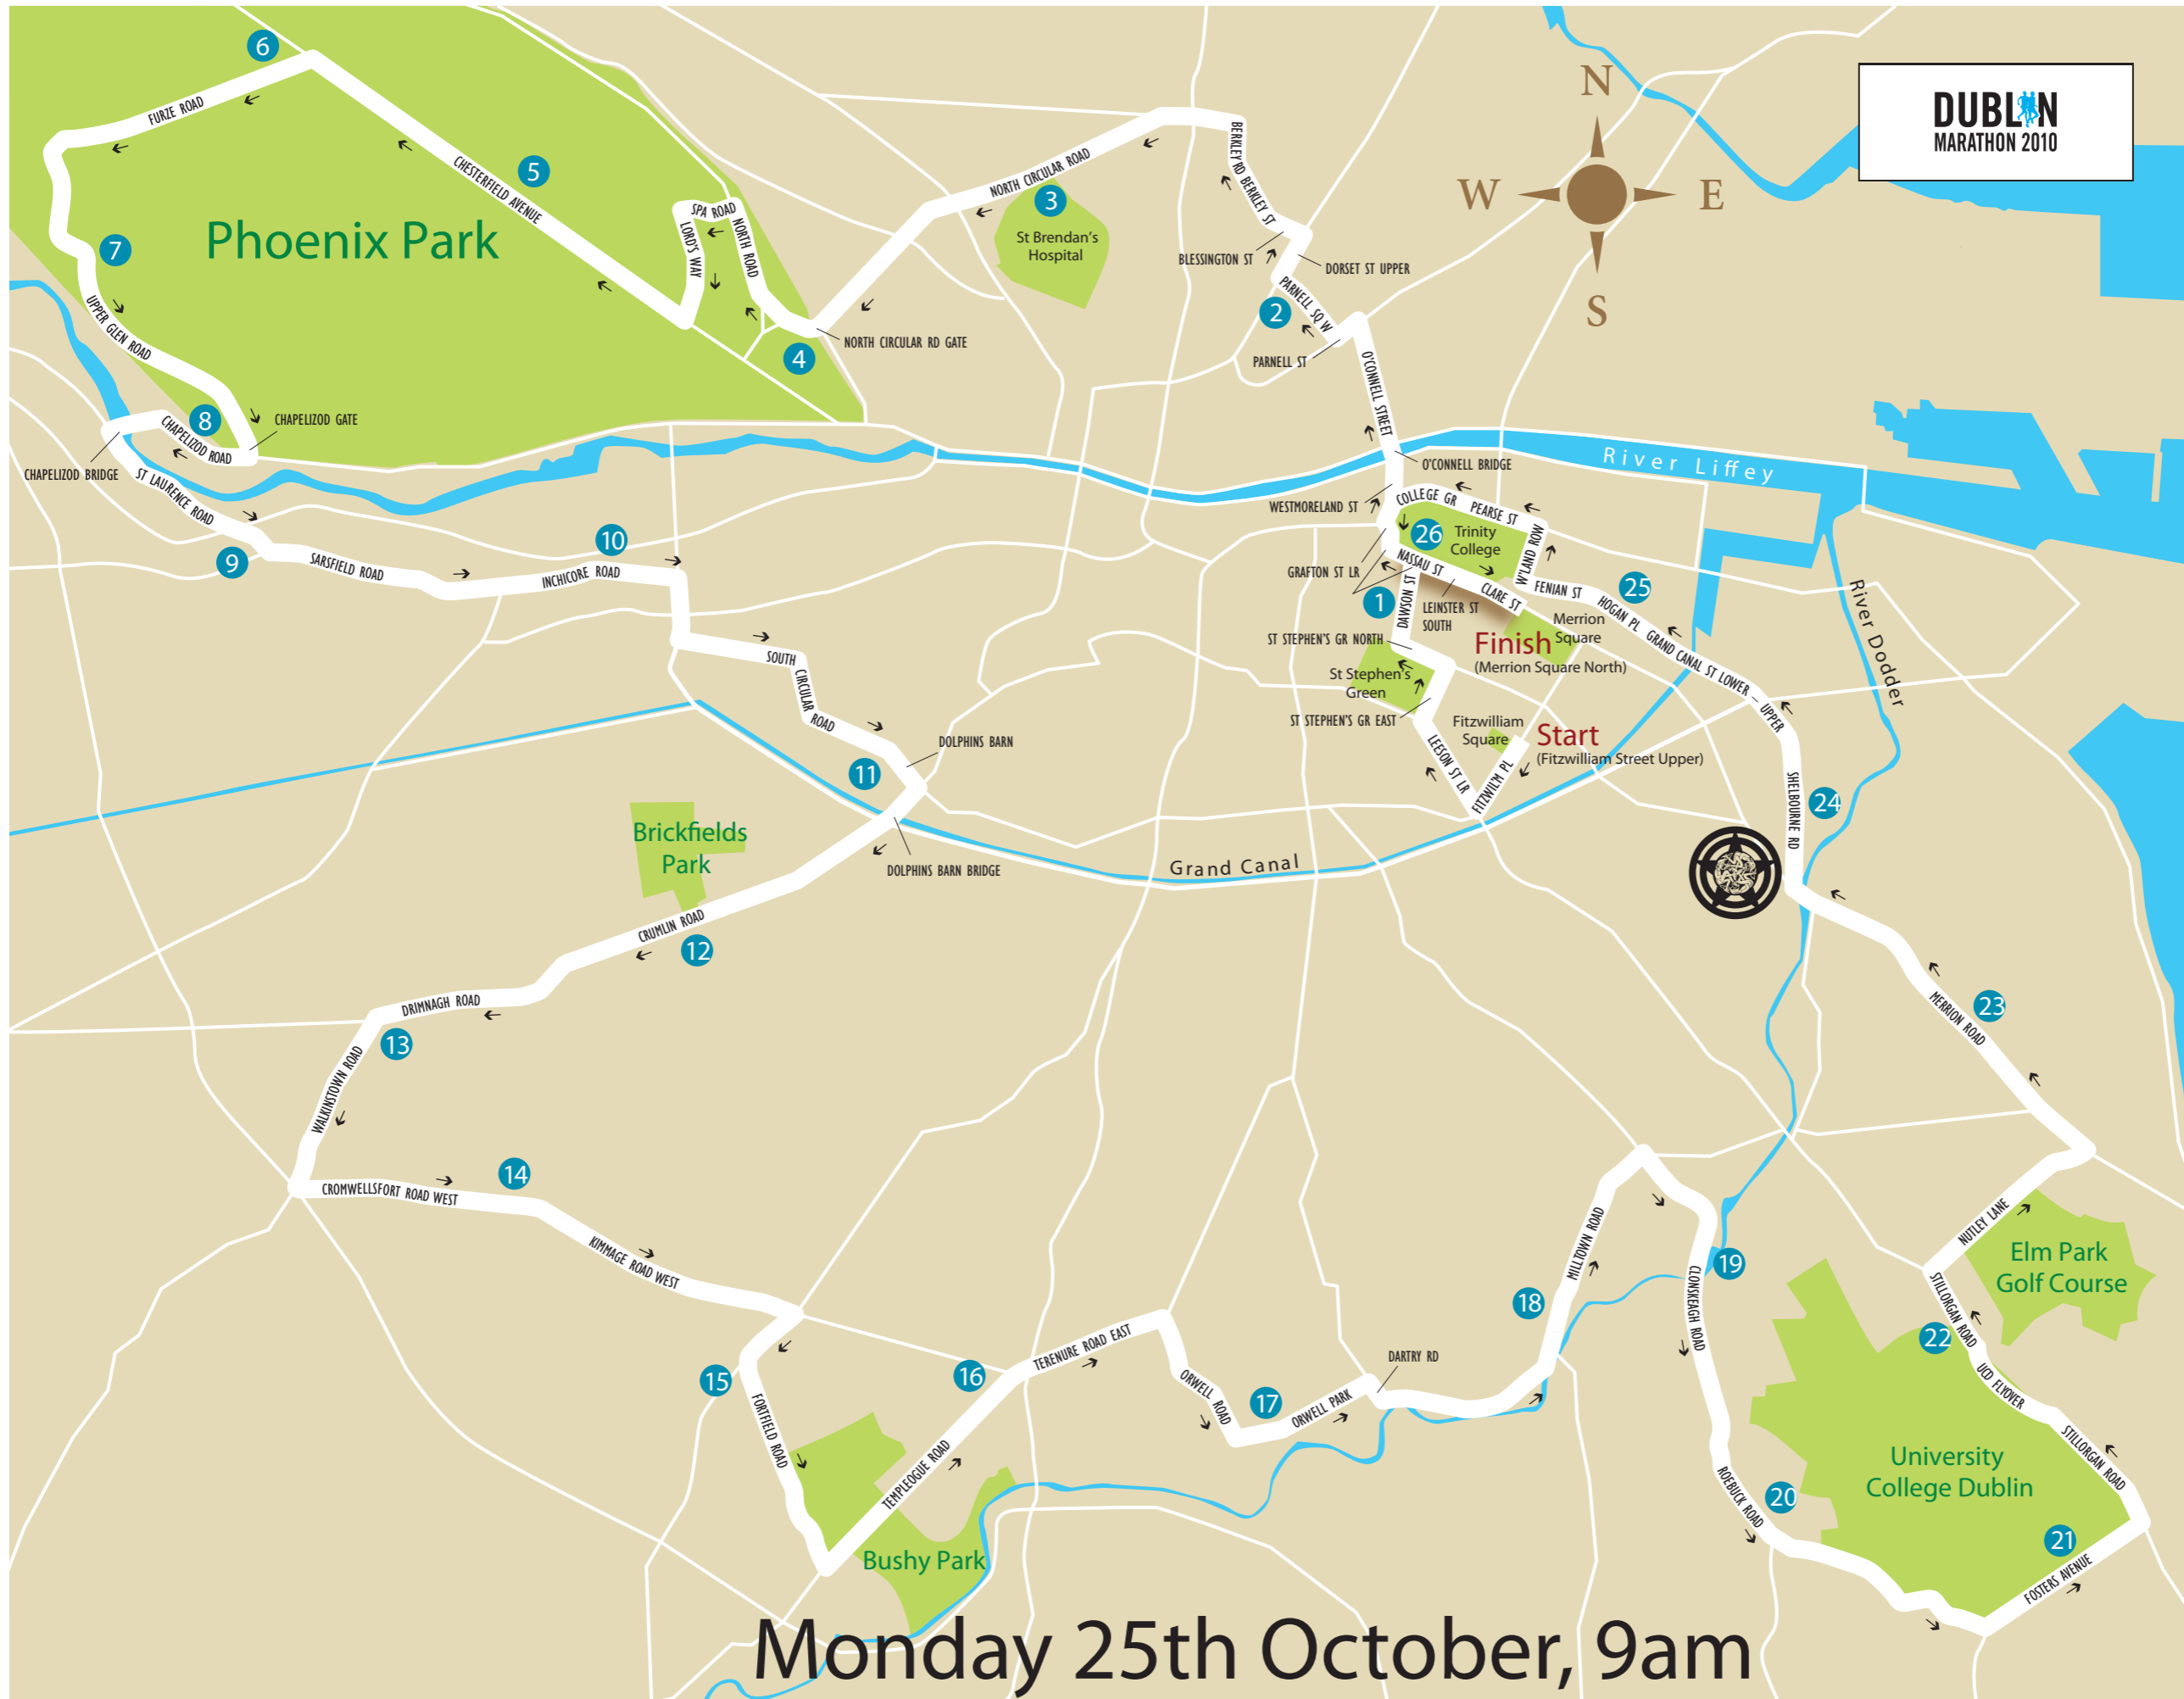 DUBLIN
MARATHON 2010
N
W
E
S
6
FURZE ROAD
5
CHESTERFIELD AVENUE
Phoenix Park
7
UPPER GLEN ROAD
SPA ROAD
LORD'S WAY
NORTH ROAD
4
NORTH CIRCULAR RD GATE
NORTH CIRCULAR ROAD
3
St Brendan's
Hospital
BERKLEY RD
BERKLEY ST
BLESSINGTON ST
DORSET ST UPPER
2
PARNELL SQ W
PARNELL ST
O'CONNELL STREET
O'CONNELL BRIDGE
River Liffey
8
CHAPELIZOD GATE
CHAPELIZOD ROAD
CHAPELIZOD BRIDGE
ST LAURENCE ROAD
9
SARSFIELD ROAD
10
INCHICORE ROAD
WESTMORELAND ST
COLLEGE GR
PEARSE ST
26
Trinity
College
W'LAND ROW
GRAFTON ST LR
NASSAU ST
CLARE ST
FENIAN ST
25
HOGAN PL
GRAND CANAL ST LOWER – UPPER
River Dodder
1
DAWSON ST
LEINSTER ST
SOUTH
Merrion
Square
Finish
(Merrion Square North)
ST STEPHEN'S GR NORTH
St Stephen's
Green
ST STEPHEN'S GR EAST
Fitzwilliam
Square
Start
(Fitzwilliam Street Upper)
LEESON ST LR
FITZWIL'M PL
SOUTH
CIRCULAR
ROAD
DOLPHINS BARN
11
DOLPHINS BARN BRIDGE
Grand Canal
SHELBOURNE RD
24
Brickfields
Park
CRUMLIN ROAD
12
DRIMNAGH ROAD
13
WALKINSTOWN ROAD
23
MERRION ROAD
14
CROMWELLSFORT ROAD WEST
KIMMAGE ROAD WEST
15
FORTFIELD ROAD
16
TERENURE ROAD EAST
TEMPLEOGUE ROAD
Bushy Park
ORWELL ROAD
17
ORWELL PARK
DARTRY RD
18
MILLTOWN ROAD
19
CLONSKEAGH ROAD
NUTLEY LANE
Elm Park
Golf Course
STILLORGAN ROAD
22
UCD FLYOVER
STILLORGAN ROAD
University
College Dublin
ROEBUCK ROAD
20
21
FOSTERS AVENUE
Monday 25th October, 9am